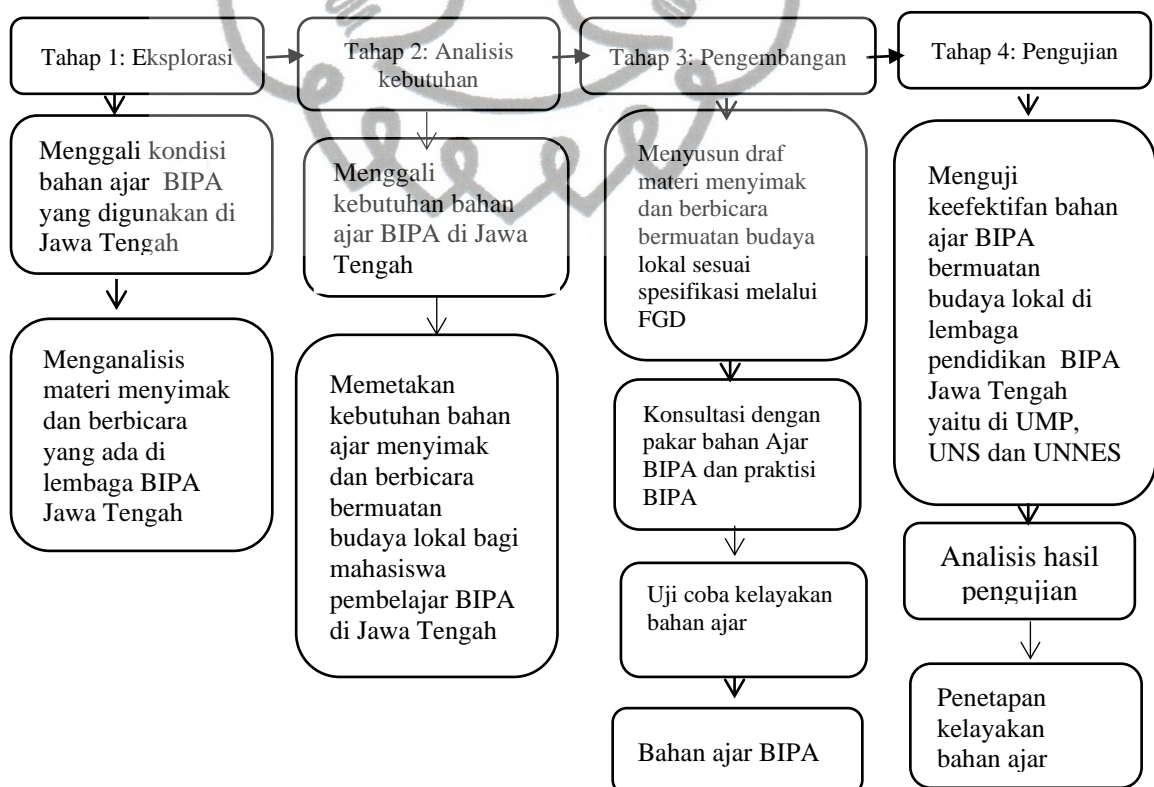 Tahap 1: Eksplorasi
Menggali kondisi
bahan ajar BIPA
yang digunakan di
Jawa Tengah
Menganalisis
materi menyimak
dan berbicara
yang ada di
lembaga BIPA
Jawa Tengah
Tahap 2: Analisis
kebutuhan
Menggali
kebutuhan bahan
ajar BIPA di Jawa
Tengah
Memetakan
kebutuhan bahan
ajar menyimak
dan berbicara
bermuatan
budaya lokal bagi
mahasiswa
pembelajar BIPA
di Jawa Tengah
Tahap 3: Pengembangan
Menyusun draf
materi menyimak
dan berbicara
bermuatan budaya
lokal sesuai
spesifikasi melalui
FGD
Konsultasi dengan
pakar bahan Ajar
BIPA dan praktisi
BIPA
Uji coba kelayakan
bahan ajar
Bahan ajar BIPA
Tahap 4: Pengujian
Menguji
keefektifan bahan
ajar BIPA
bermuatan
budaya lokal di
lembaga
pendidikan BIPA
Jawa Tengah
yaitu di UMP,
UNS dan UNNES
Analisis hasil
pengujian
Penetapan
kelayakan
bahan ajar